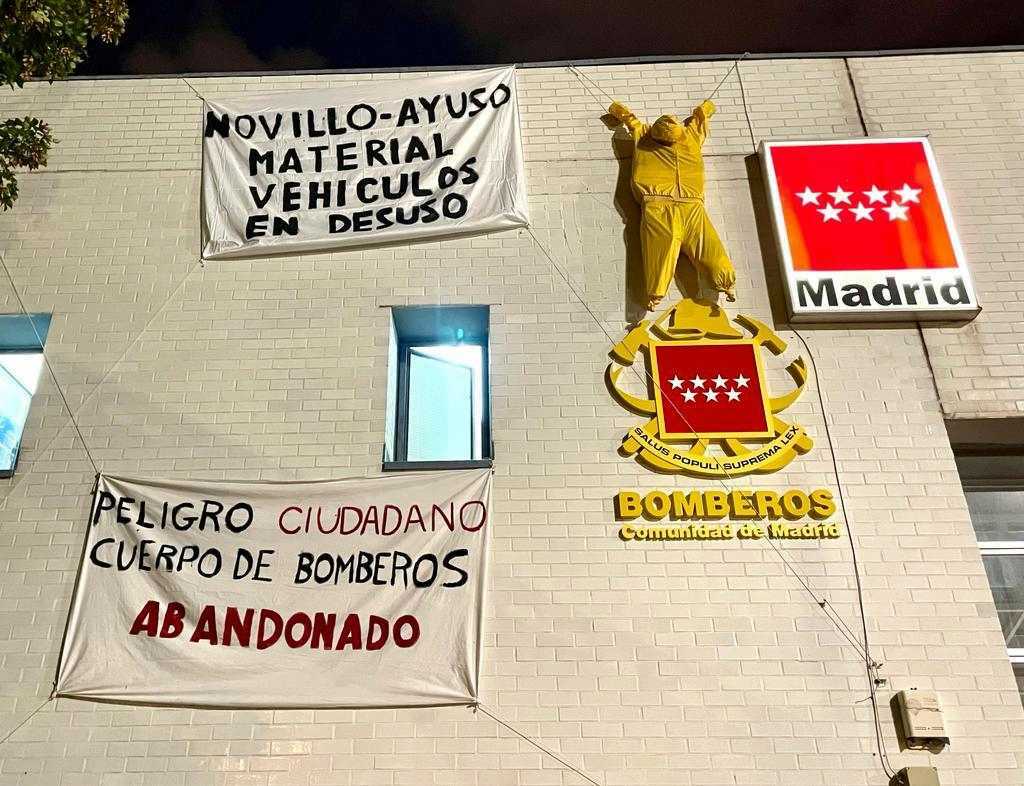 NOVILLO-AYUSO
MATERIAL
VEHICULOS
EN DESUSO
Madrid
SALUS POPULI SUPREMA LEX
BOMBEROS
Comunidad de Madrid
PELIGRO CIUDADANO
CUERPO DE BOMBEROS
ABANDONADO